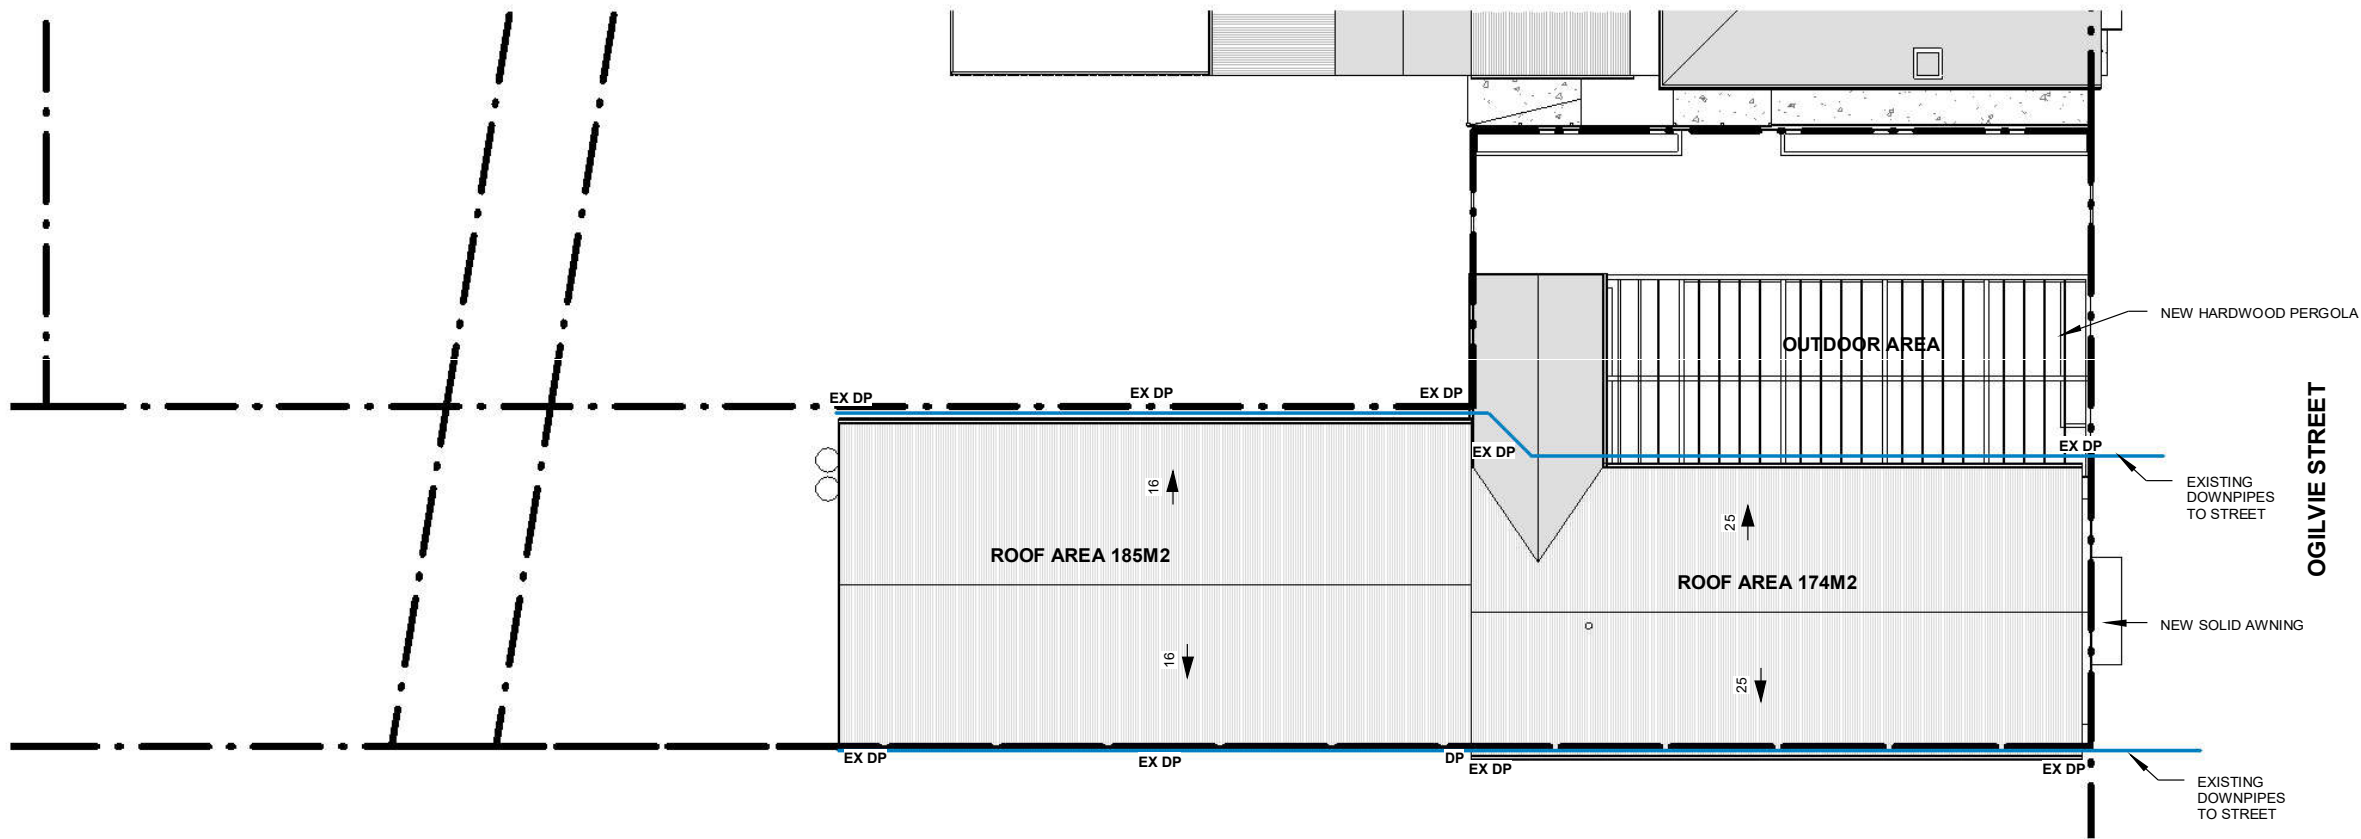 NEW HARDWOOD PERGOLA
OUTDOOR AREA
EX DP
EX DP
EX DP
EX DP
EX DP
EXISTING
DOWNPIPES
TO STREET
OGILVIE STREET
16
25
ROOF AREA 185M2
ROOF AREA 174M2
NEW SOLID AWNING
16
25
EX DP
EX DP
DP
EX DP
EX DP
EXISTING
DOWNPIPES
TO STREET